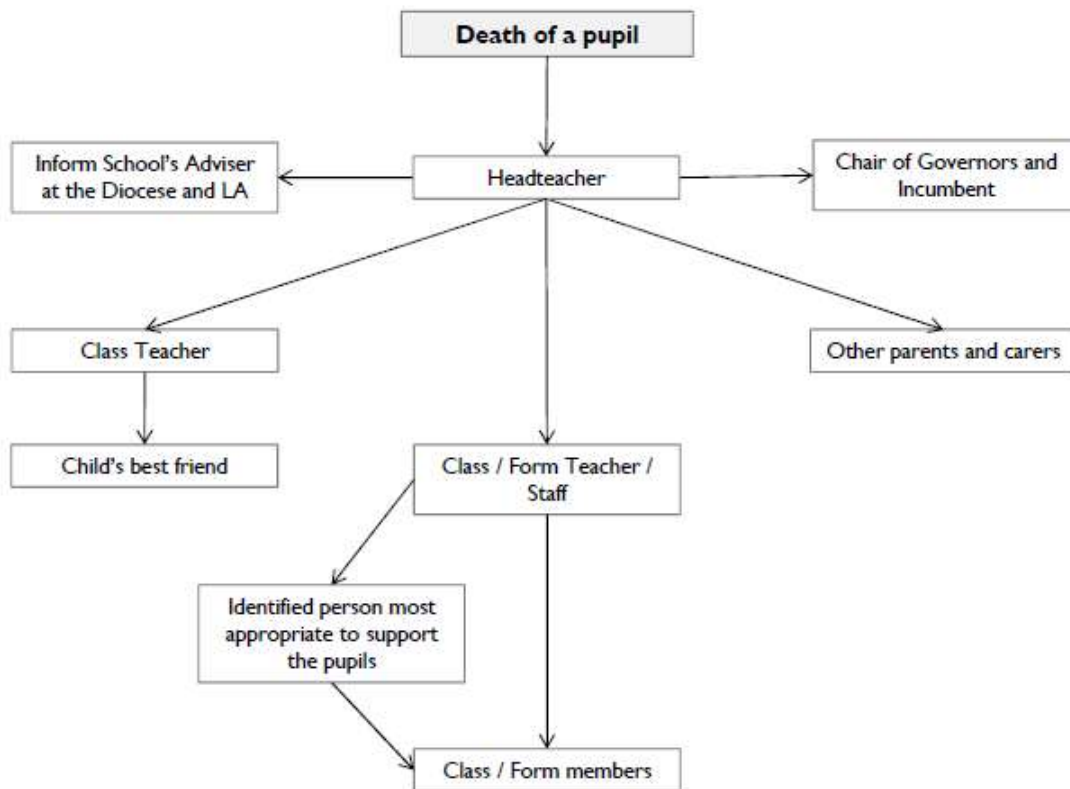 Death of a pupil
Inform School's Adviser
at the Diocese and LA
Headteacher
Chair of Governors and
Incumbent
Class Teacher
Other parents and carers
Child's best friend
Class / Form Teacher /
Staff
Identified person most
appropriate to support
the pupils
Class / Form members